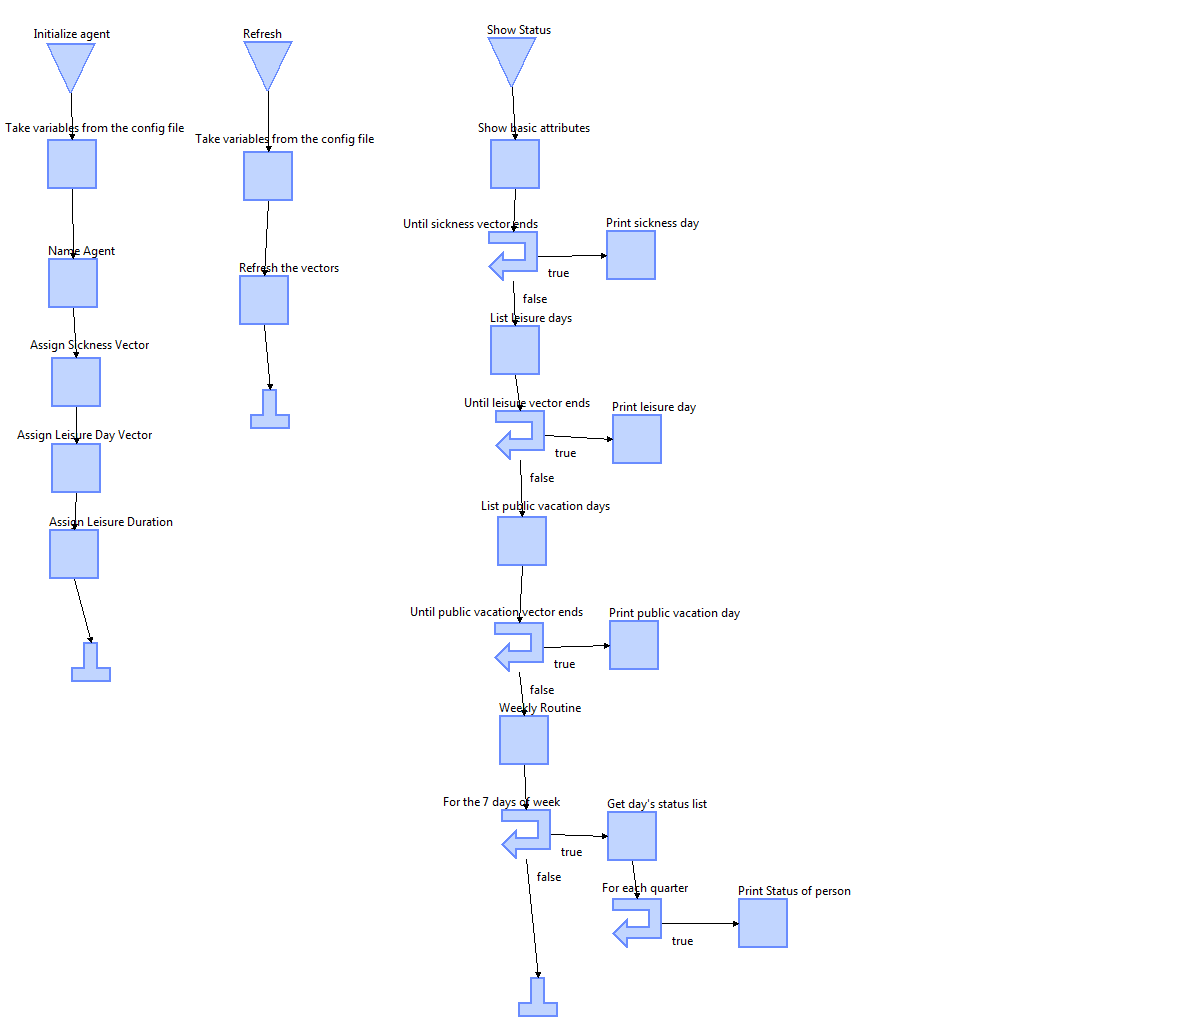 Initialize agent
Take variables from the config file
Name Agent
Assign Sickness Vector
Assign Leisure Day Vector
Assign Leisure Duration
Refresh
Take variables from the config file
Refresh the vectors
Show Status
Show basic attributes
Until sickness vector ends
Print sickness day
true
false
List leisure days
Until leisure vector ends
Print leisure day
true
false
List public vacation days
Until public vacation vector ends
Print public vacation day
true
false
Weekly Routine
For the 7 days of week
Get day's status list
true
false
For each quarter
Print Status of person
true